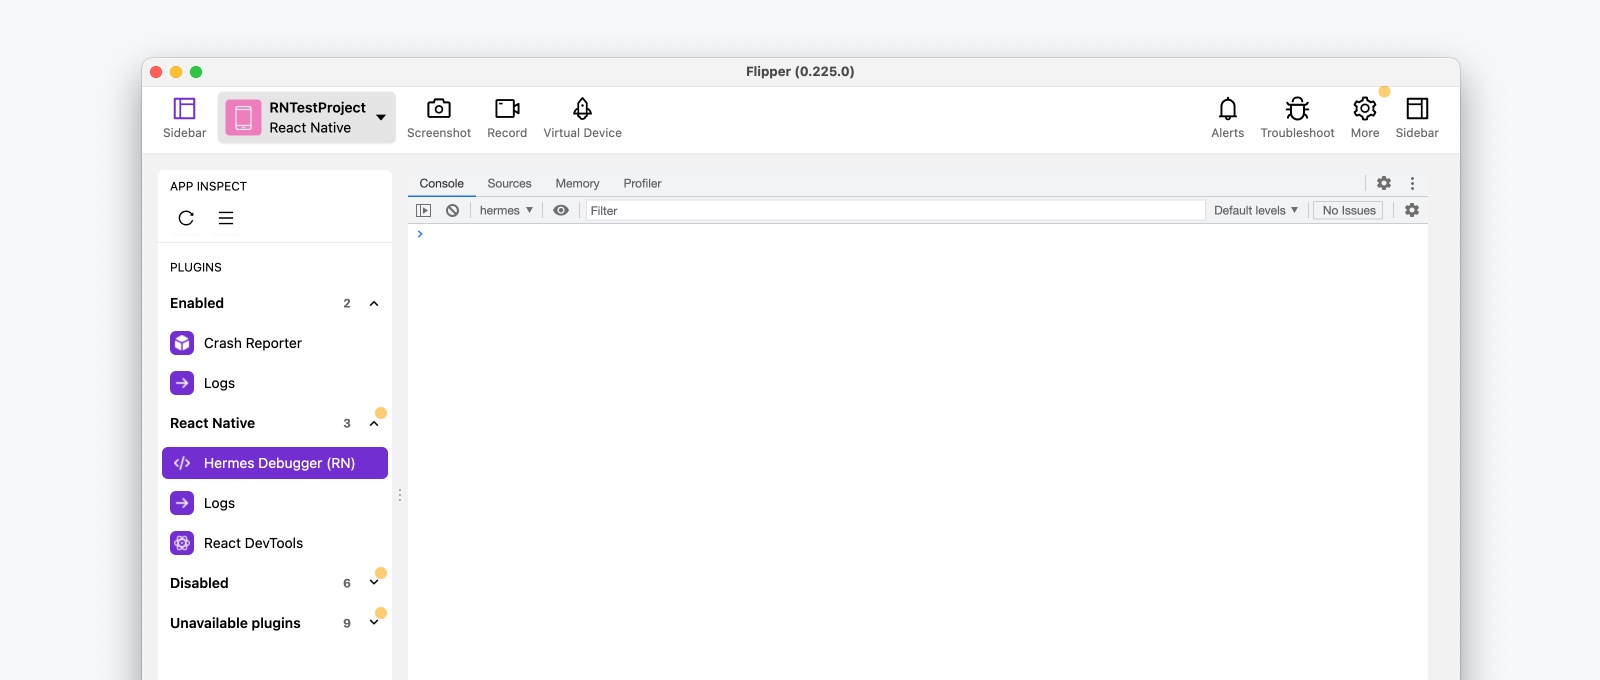 Flipper (0.225.0)
Sidebar
RNTestProject
React Native
Screenshot
Record
Virtual Device
Alerts
Troubleshoot
More
Sidebar
APP INSPECT
PLUGINS
Enabled 2
Crash Reporter
Logs
React Native 3
Hermes Debugger (RN)
Logs
React DevTools
Disabled 6
Unavailable plugins 9
Console Sources Memory Profiler
hermes Filter Default levels No Issues